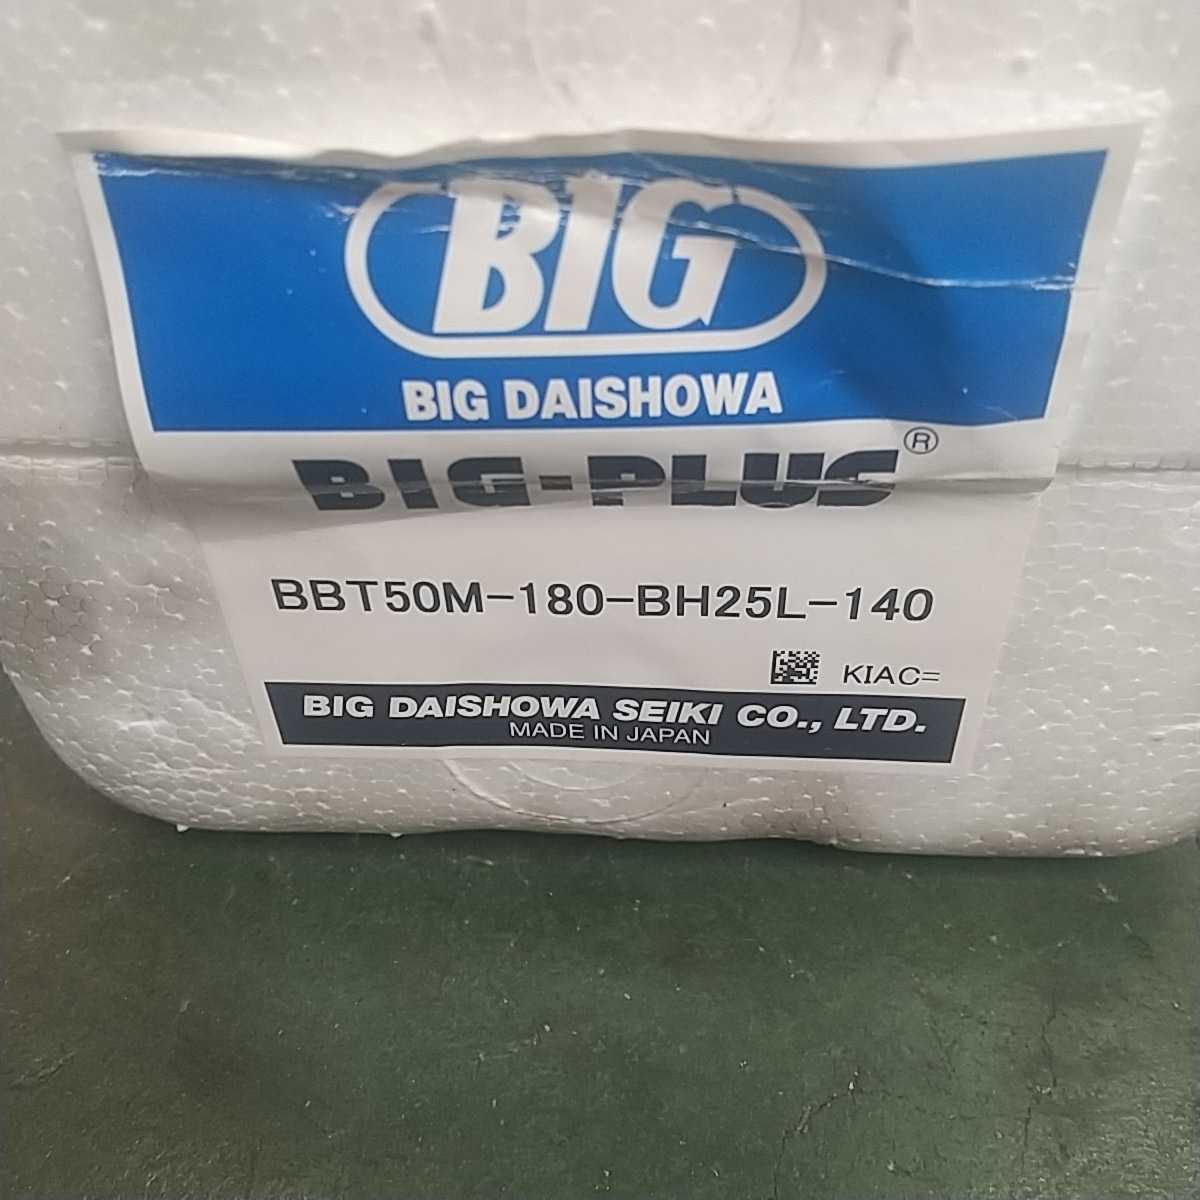 BIG
BIG DAISHOWA
BIG-PLUS®
BBT50M-180-BH25L-140
KIAC=
BIG DAISHOWA SEIKI CO., LTD.
MADE IN JAPAN